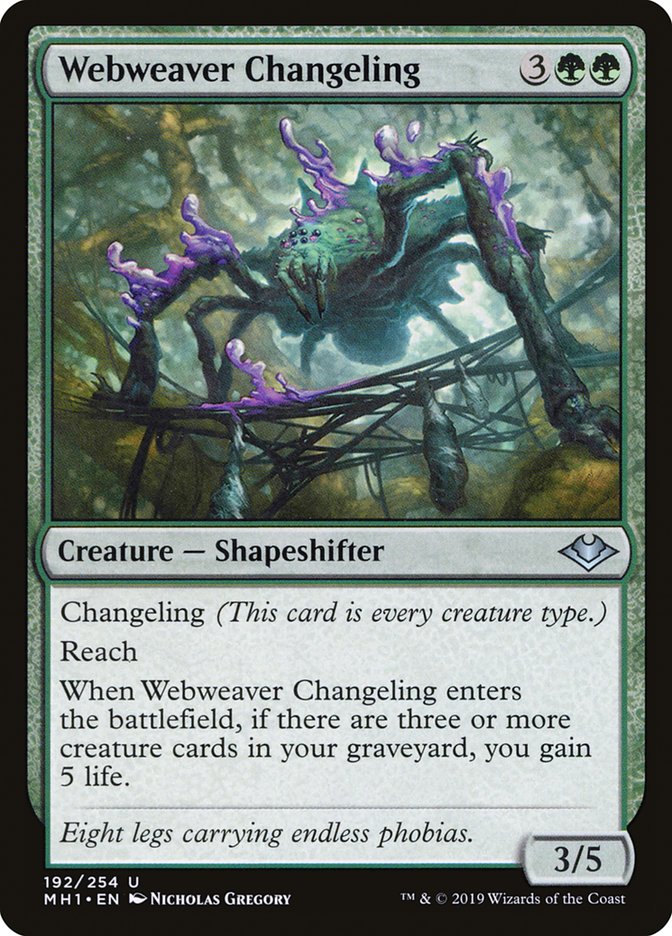 Webweaver Changeling 3
Creature — Shapeshifter
Changeling (This card is every creature type.)
Reach
When Webweaver Changeling enters
the battlefield, if there are three or more
creature cards in your graveyard, you gain
5 life.
Eight legs carrying endless phobias.
3/5
192/254 U
MH1 • EN Nicholas Gregory
™ & © 2019 Wizards of the Coast